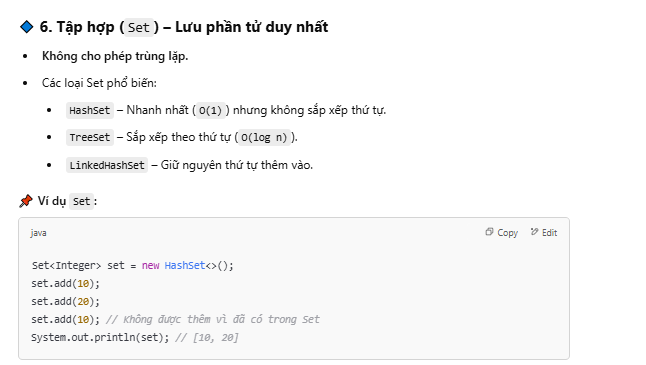 6. Tập hợp ( Set ) – Lưu phần tử duy nhất
• Không cho phép trùng lặp.
• Các loại Set phổ biến:
• HashSet – Nhanh nhất ( O(1) ) nhưng không sắp xếp thứ tự.
• TreeSet – Sắp xếp theo thứ tự ( O(log n) ).
• LinkedHashSet – Giữ nguyên thứ tự thêm vào.
Ví dụ Set :
java Copy Edit
Set<Integer> set = new HashSet<>();
set.add(10);
set.add(20);
set.add(10); // Không được thêm vì đã có trong Set
System.out.println(set); // [10, 20]